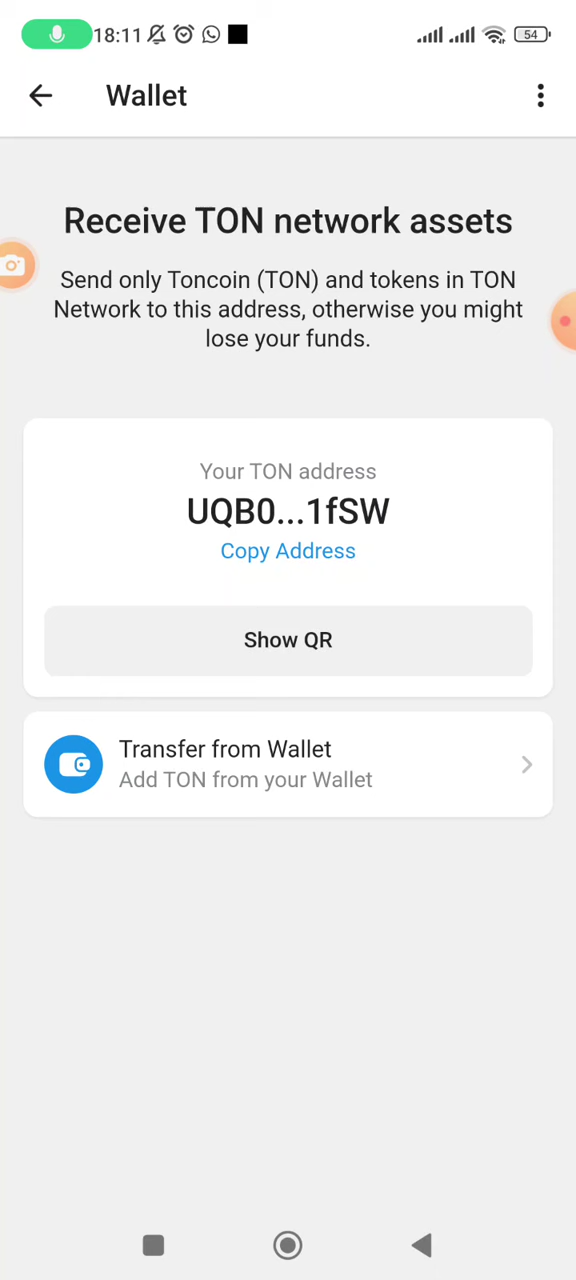 18:11
54
Wallet
Receive TON network assets
Send only Toncoin (TON) and tokens in TON
Network to this address, otherwise you might
lose your funds.
Your TON address
UQB0...1fSW
Copy Address
Show QR
Transfer from Wallet
Add TON from your Wallet